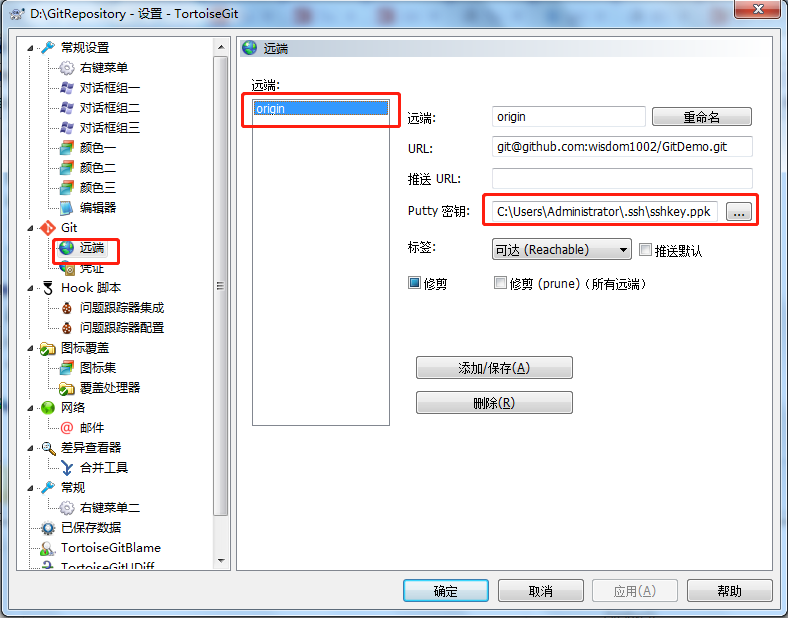 D:\GitRepository - 设置 - TortoiseGit
常规设置
右键菜单
对话框组一
对话框组二
对话框组三
颜色一
颜色二
颜色三
编辑器
Git
远端
凭证
Hook 脚本
问题跟踪器集成
问题跟踪器配置
图标覆盖
图标集
覆盖处理器
网络
邮件
差异查看器
合并工具
常规
右键菜单二
已保存数据
TortoiseGitBlame
TortoiseGitUDiff
远端
远端:
origin
远端: origin 重命名
URL: git@github.com:wisdom1002/GitDemo.git
推送 URL:
Putty 密钥: C:\Users\Administrator\.ssh\sshkey.ppk ...
标签: 可达 (Reachable) 推送默认
修剪 修剪 (prune)（所有远端）
添加/保存(A)
删除(R)
确定 取消 应用(A) 帮助